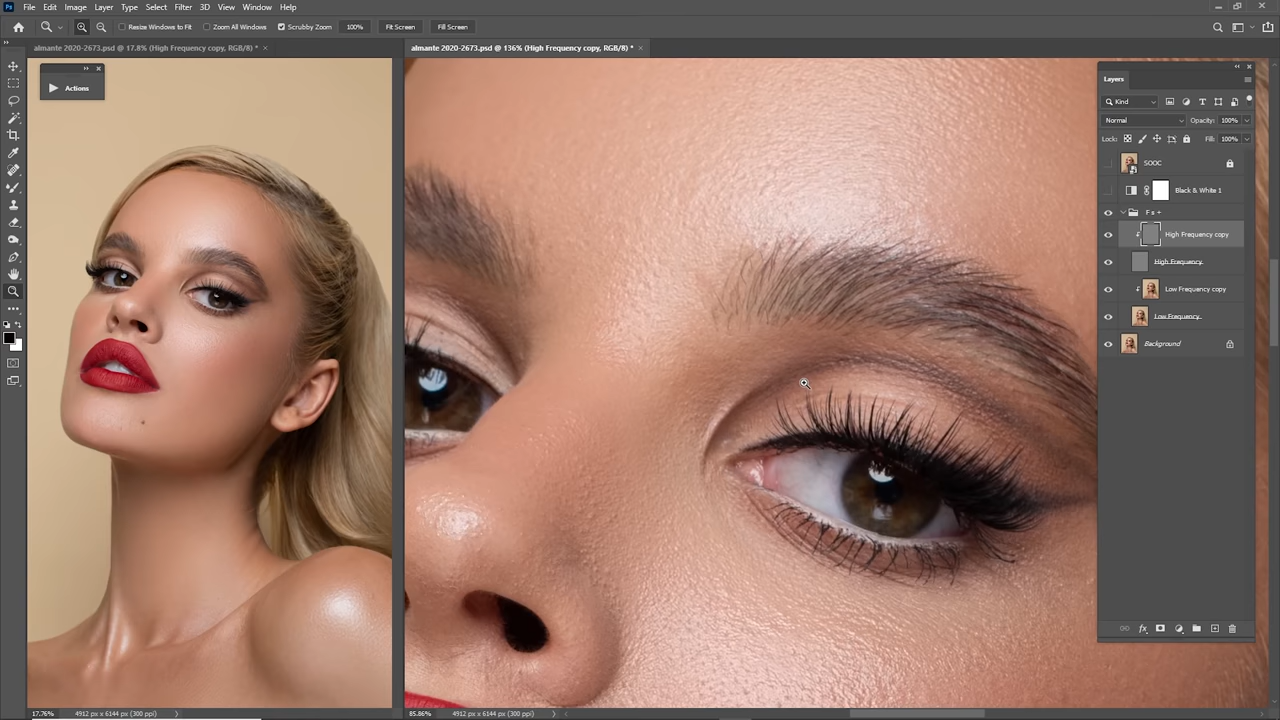 Ps File Edit Image Layer Type Select Filter 3D View Window Help
Resize Windows to Fit Zoom All Windows Scrubby Zoom 100% Fit Screen Fill Screen
almante 2020-2673.psd @ 17.8% (High Frequency copy, RGB/8) * ×
almante 2020-2673.psd @ 136% (High Frequency copy, RGB/8) * ×
Actions
Layers
Kind
Normal Opacity: 100%
Lock: Fill: 100%
SOOC
Black & White 1
F s +
High Frequency copy
High Frequency
Low Frequency copy
Low Frequency
Background
fx
17.76% 4912 px x 6144 px (300 ppi)
85.86% 4912 px x 6144 px (300 ppi)